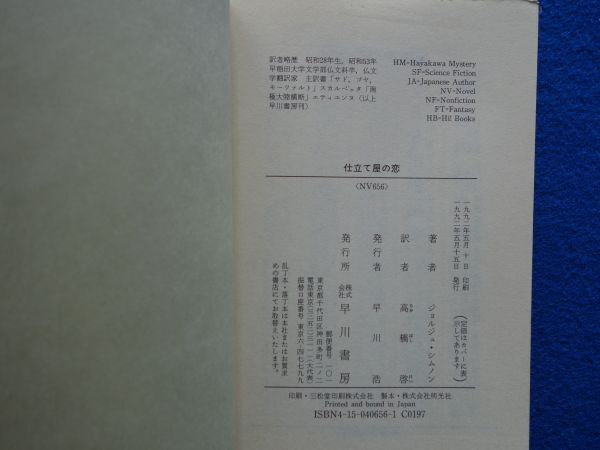 訳者略歴 昭和28年生,昭和53年
早稲田大学文学部仏文科卒,仏文
学翻訳家 主訳書「サド,ゴヤ,
モーツァルト」スカルペッタ「南
極大陸横断」エティエンヌ(以上
早川書房刊)
HM=Hayakawa Mystery
SF=Science Fiction
JA=Japanese Author
NV=Novel
NF=Nonfiction
FT=Fantasy
HB=Hi! Books
仕立て屋の恋
〈NV656〉
一九九二年五月 十 日 印刷
一九九二年五月十五日 発行
(定価はカバーに表示してあります)
著者 ジョルジュ・シムノン
訳者 高橋啓
発行者 早川浩
発行所 株式会社 早川書房
郵便番号 一〇一
東京都千代田区神田多町二ノ二
電話 東京 三二五二-三一一一(大代表)
振替口座番号 東京六-四七七九九
乱丁本・落丁本は本社またはお買求
めの書店にてお取替えいたします。
印刷・三松堂印刷株式会社 製本・株式会社明光社
Printed and bound in Japan
ISBN4-15-040656-1 C0197